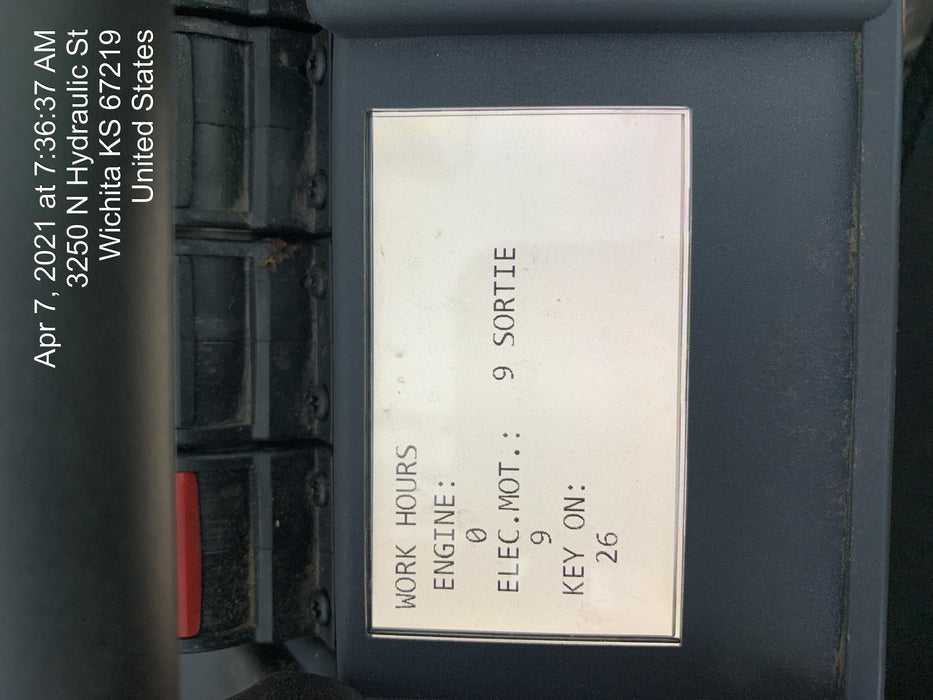 Apr 7, 2021 at 7:36:37 AM
3250 N Hydraulic St
Wichita KS 67219
United States
WORK HOURS
ENGINE:
0
ELEC.MOT.: 9 SORTIE
9
KEY ON:
26